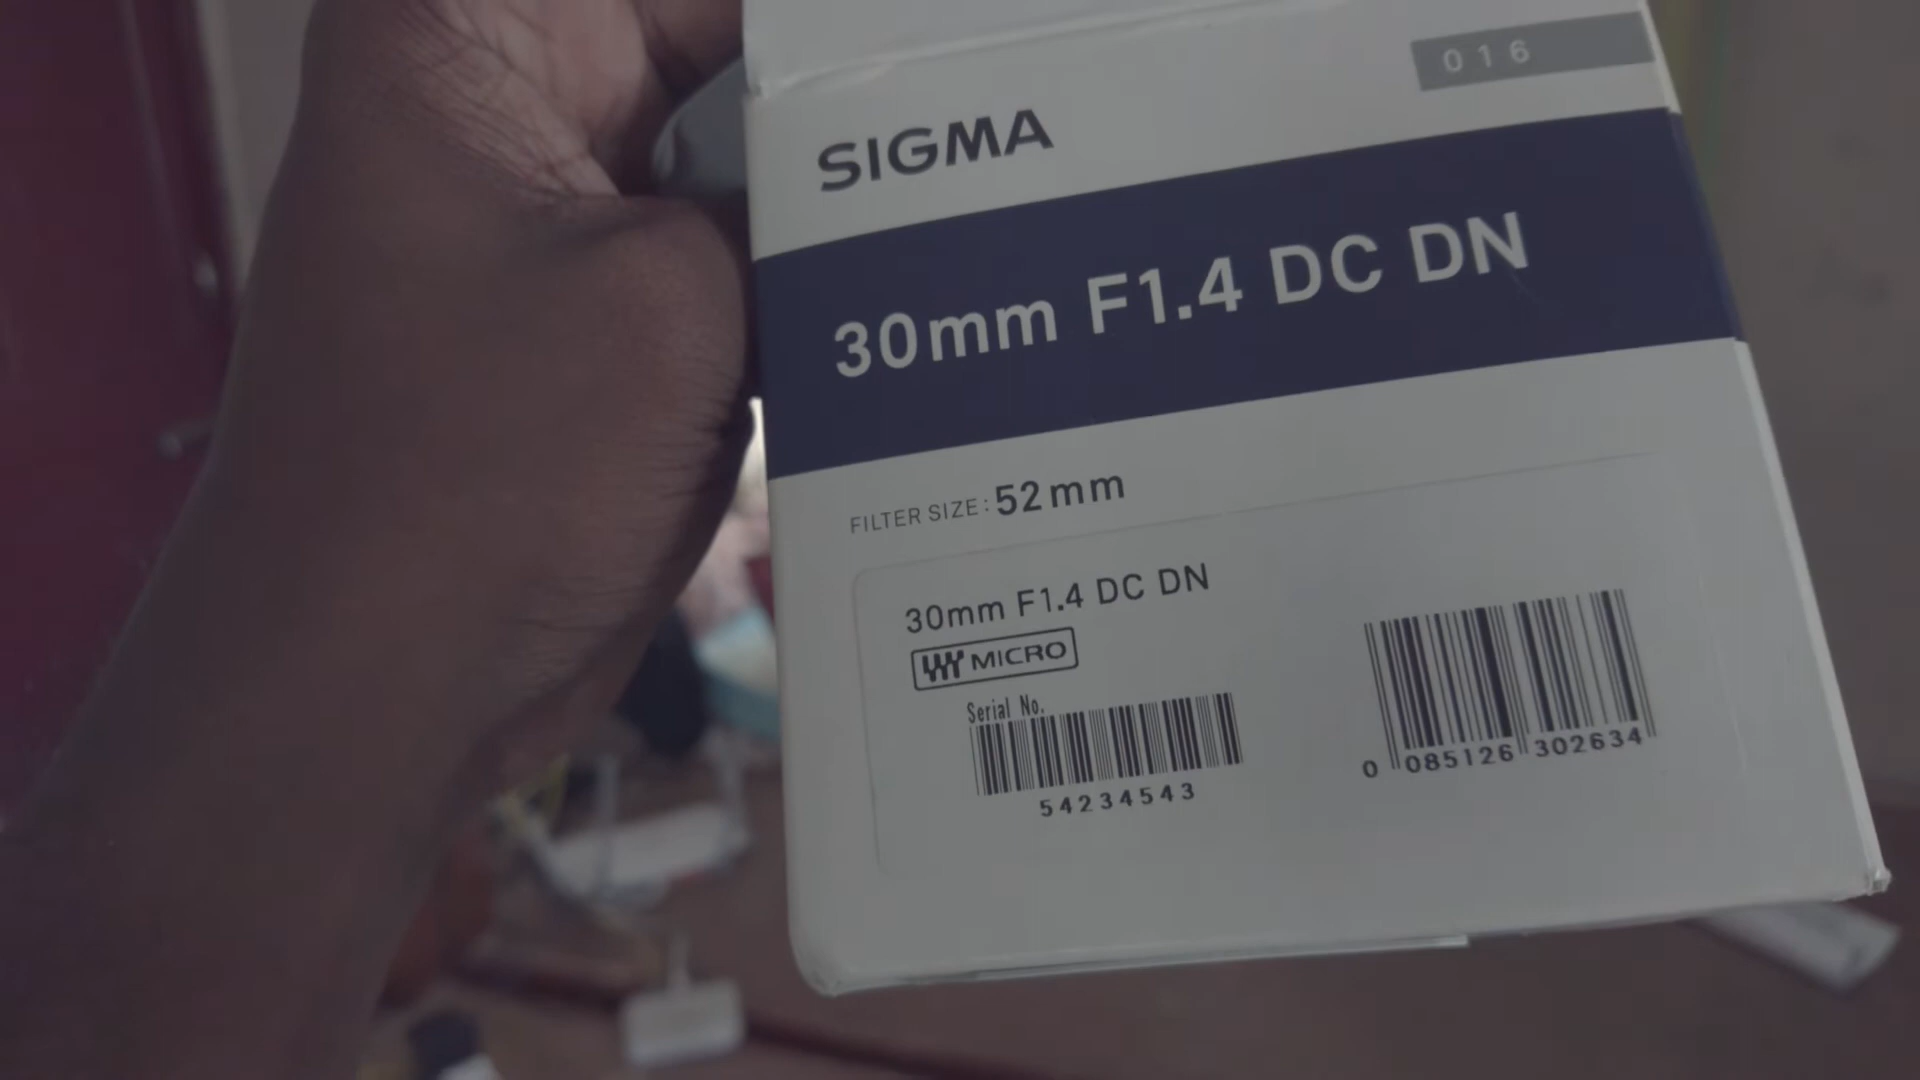 016
SIGMA
30mm F1.4 DC DN
FILTER SIZE: 52mm
30mm F1.4 DC DN
MICRO
Serial No.
54234543
0 085126 302634